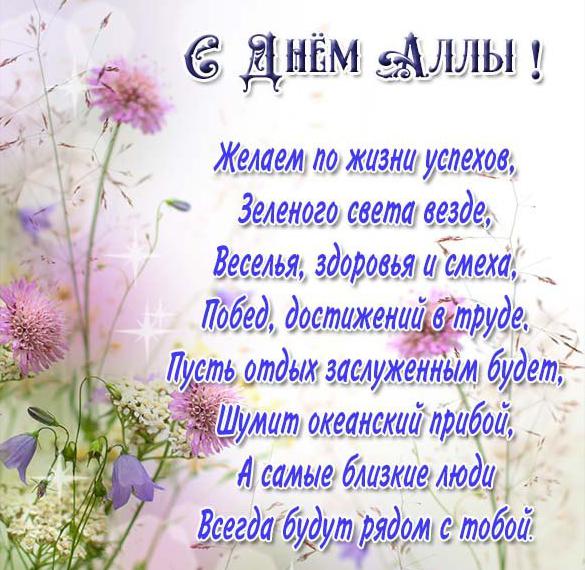 С Днём Аллы !
Желаем по жизни успехов,
Зеленого света везде,
Веселья, здоровья и смеха,
Побед, достижений в труде.
Пусть отдых заслуженным будет,
Шумит океанский прибой,
А самые близкие люди
Всегда будут рядом с тобой.